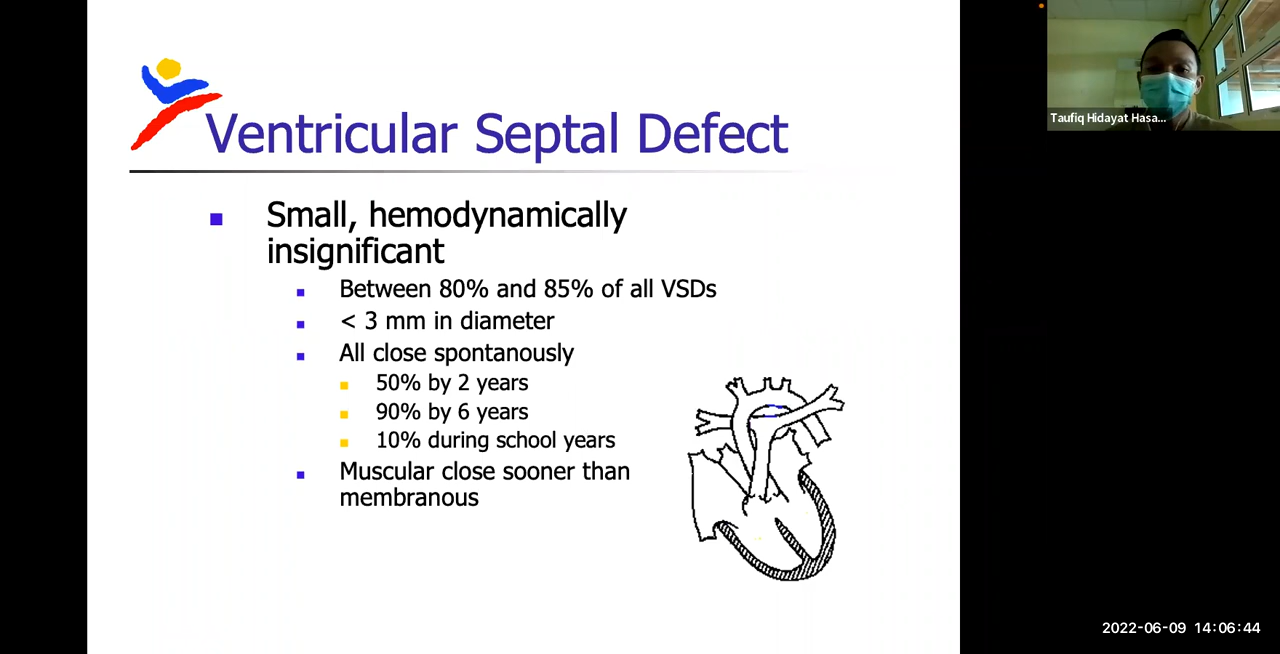 Ventricular Septal Defect
Small, hemodynamically
insignificant
Between 80% and 85% of all VSDs
< 3 mm in diameter
All close spontanously
50% by 2 years
90% by 6 years
10% during school years
Muscular close sooner than
membranous
Taufiq Hidayat Hasa...
2022-06-09 14:06:44